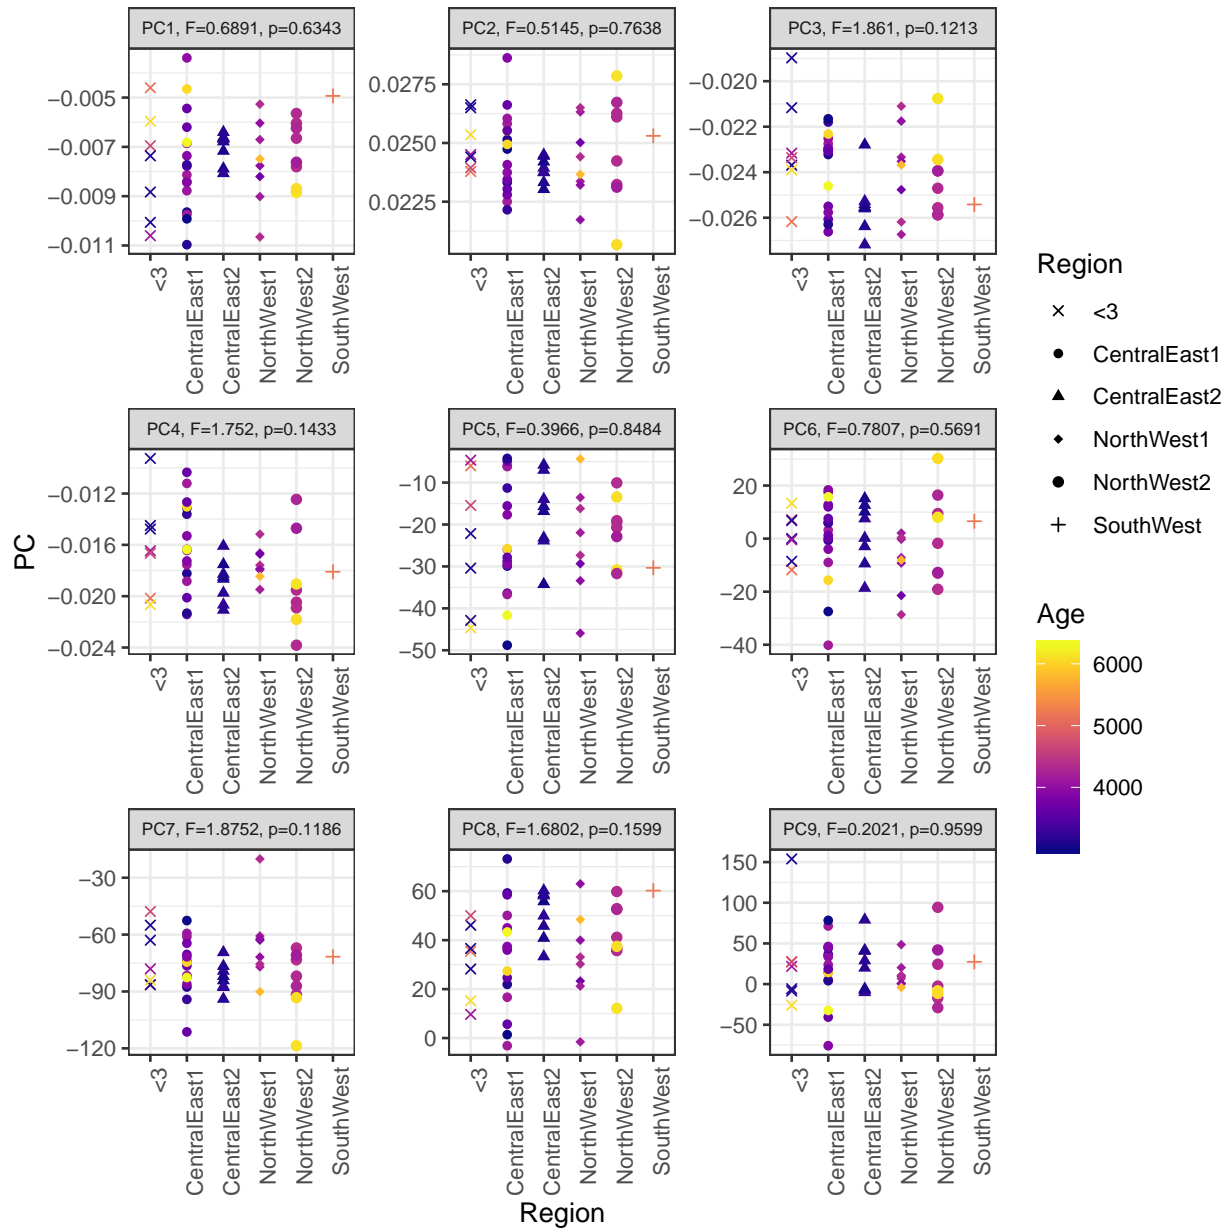 PC1, F=0.6891, p=0.6343
PC2, F=0.5145, p=0.7638
PC3, F=1.861, p=0.1213
−0.005
−0.007
−0.009
−0.011
0.0275
0.0250
0.0225
−0.020
−0.022
−0.024
−0.026
<3
CentralEast1
CentralEast2
NorthWest1
NorthWest2
SouthWest
<3
CentralEast1
CentralEast2
NorthWest1
NorthWest2
SouthWest
<3
CentralEast1
CentralEast2
NorthWest1
NorthWest2
SouthWest
PC4, F=1.752, p=0.1433
PC5, F=0.3966, p=0.8484
PC6, F=0.7807, p=0.5691
−0.012
−0.016
−0.020
−0.024
−10
−20
−30
−40
−50
20
0
−20
−40
<3
CentralEast1
CentralEast2
NorthWest1
NorthWest2
SouthWest
<3
CentralEast1
CentralEast2
NorthWest1
NorthWest2
SouthWest
<3
CentralEast1
CentralEast2
NorthWest1
NorthWest2
SouthWest
PC7, F=1.8752, p=0.1186
PC8, F=1.6802, p=0.1599
PC9, F=0.2021, p=0.9599
−30
−60
−90
−120
60
40
20
0
150
100
50
0
−50
<3
CentralEast1
CentralEast2
NorthWest1
NorthWest2
SouthWest
<3
CentralEast1
CentralEast2
NorthWest1
NorthWest2
SouthWest
<3
CentralEast1
CentralEast2
NorthWest1
NorthWest2
SouthWest
PC
Region
Region
<3
CentralEast1
CentralEast2
NorthWest1
NorthWest2
SouthWest
Age
6000
5000
4000